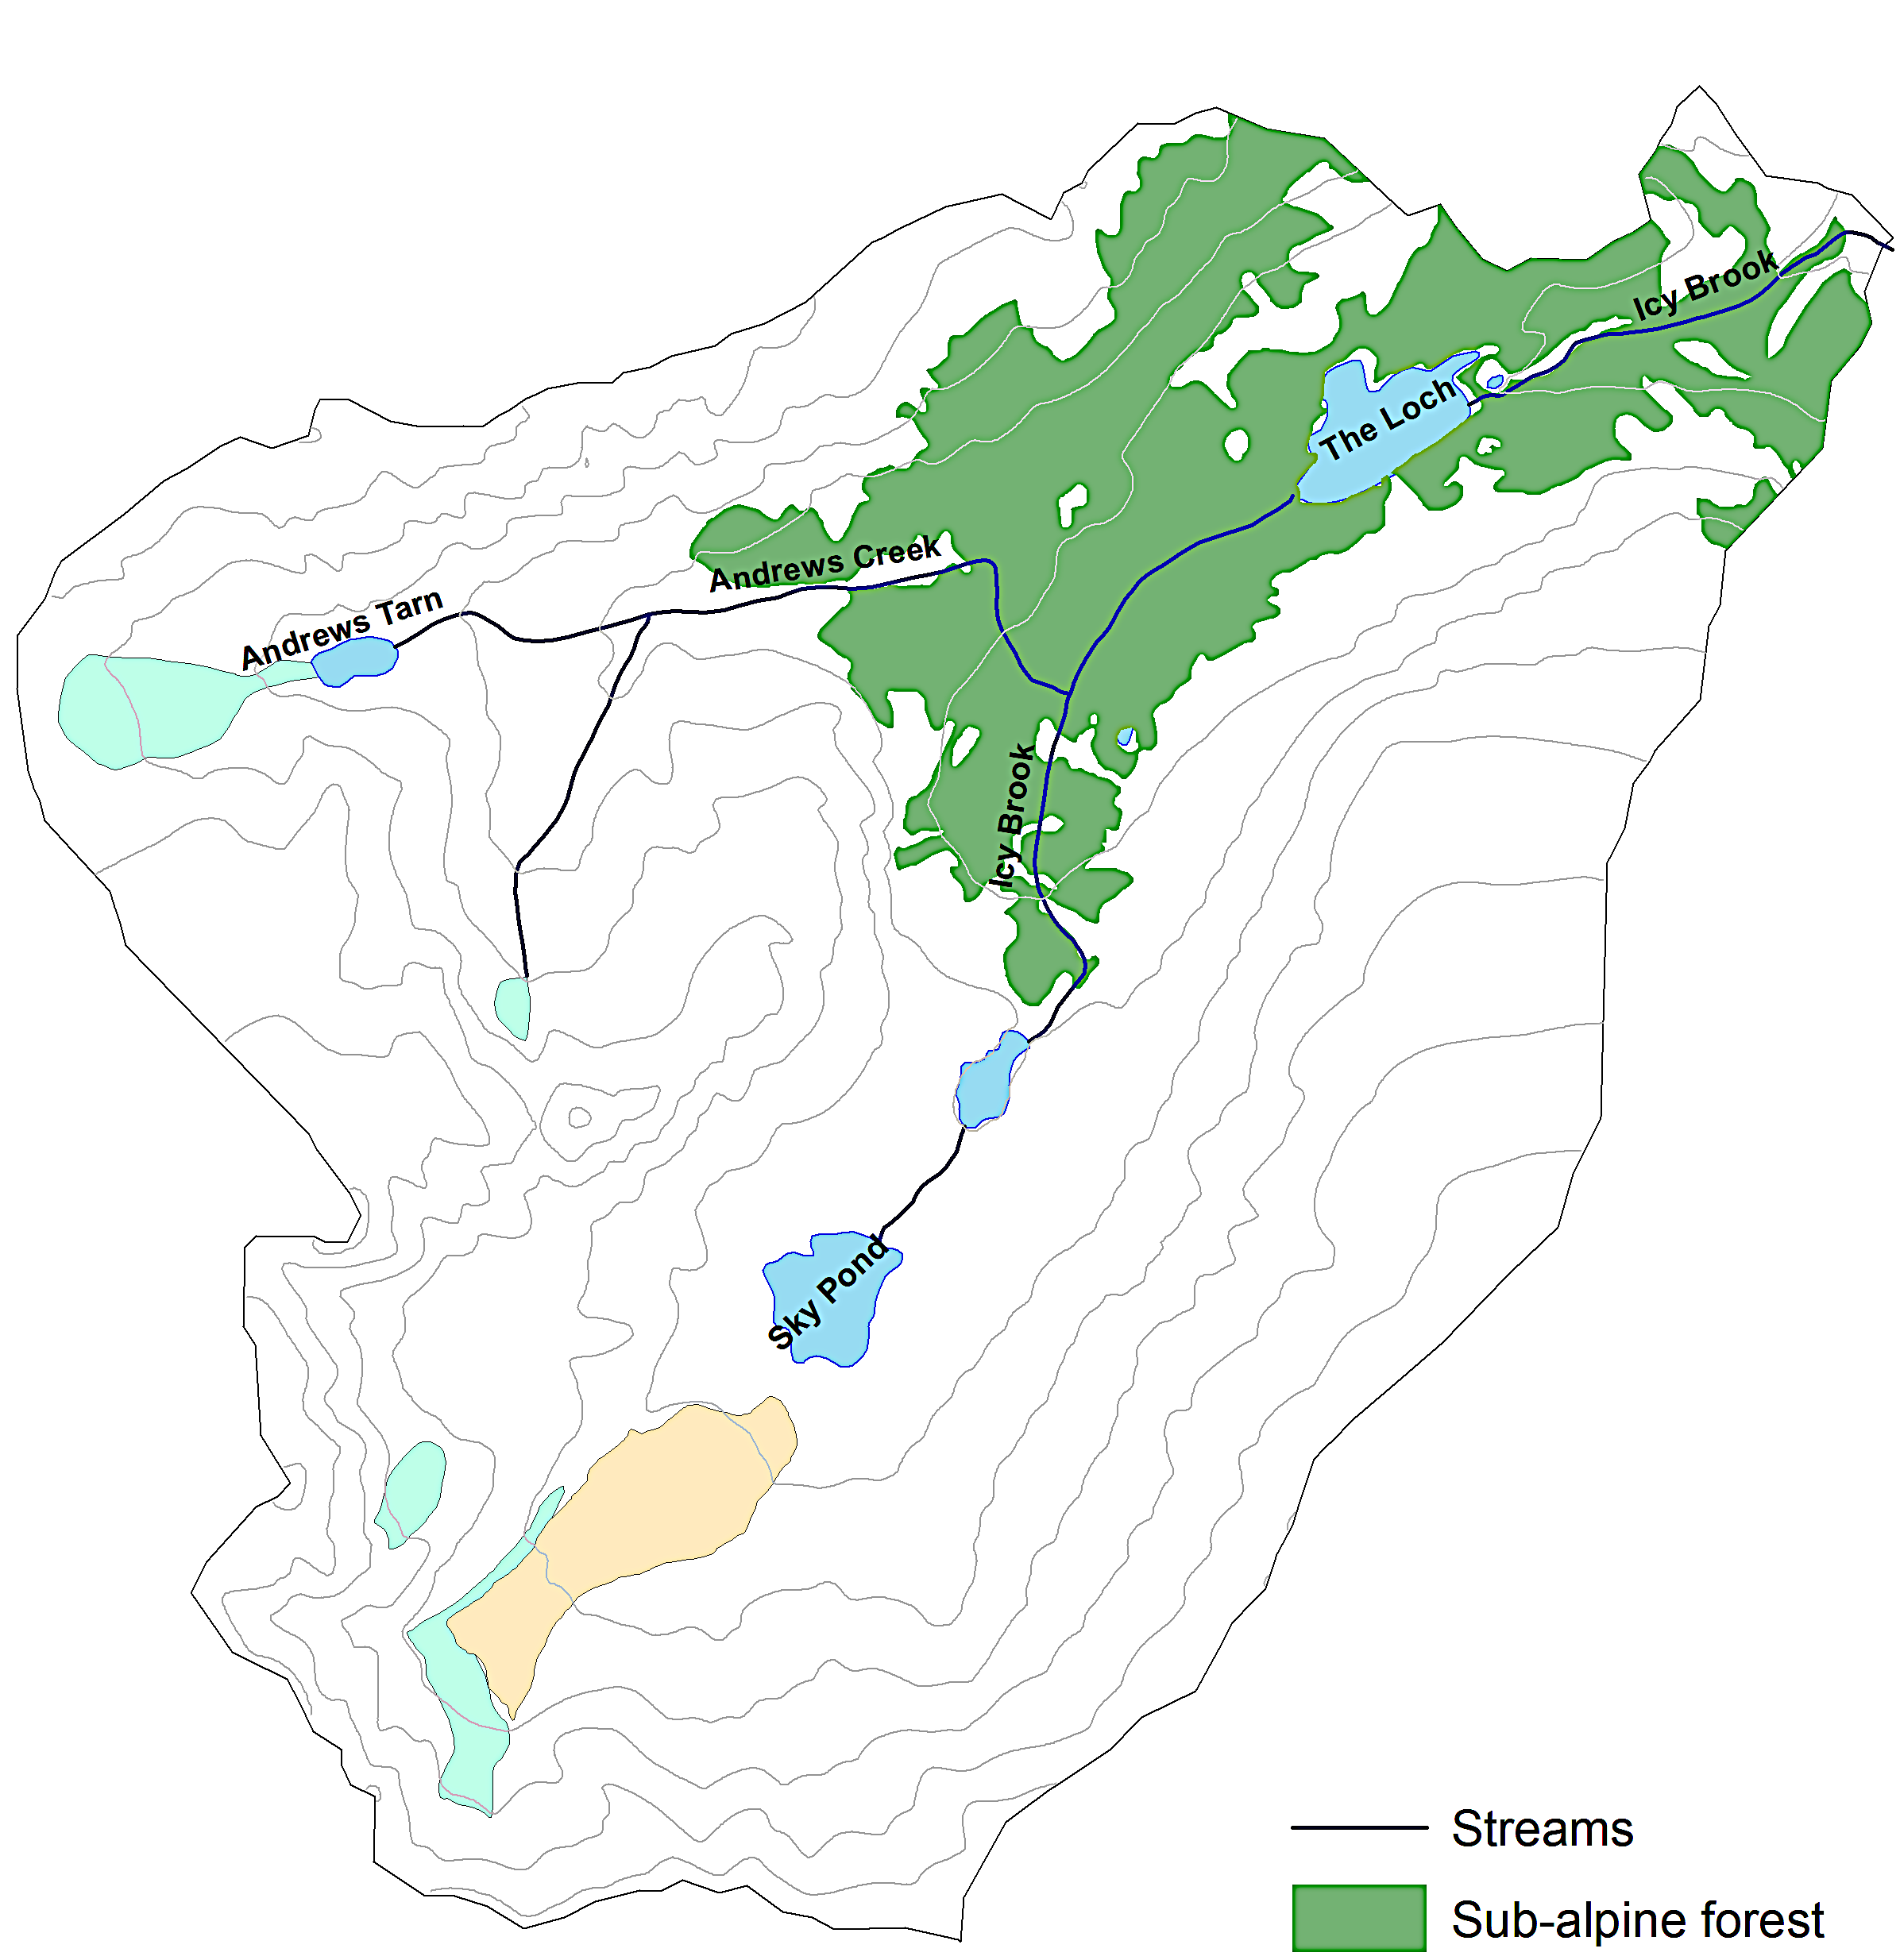 Icy Brook
The Loch
Andrews Creek
Andrews Tarn
Icy Brook
Sky Pond
Streams
Sub-alpine forest